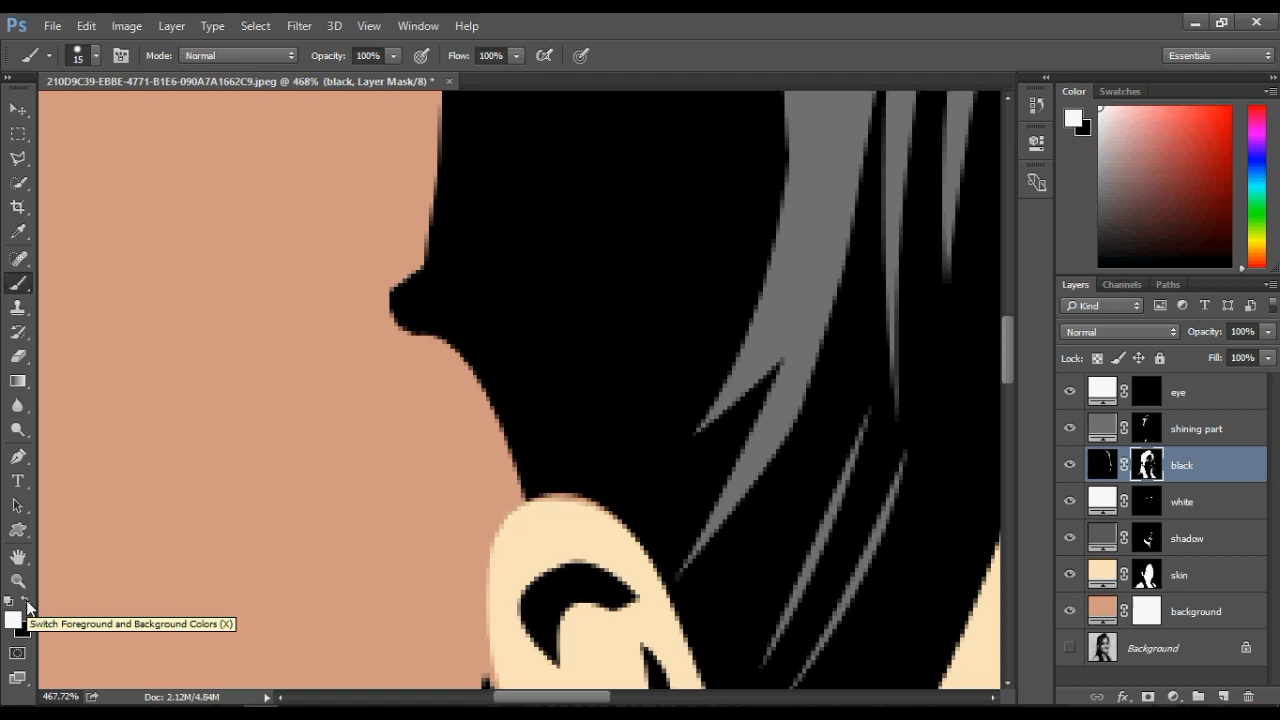 Ps File Edit Image Layer Type Select Filter 3D View Window Help
15 Mode: Normal Opacity: 100% Flow: 100% Essentials
210D9C39-EBBE-4771-B1E6-090A7A1662C9.jpeg @ 468% (black, Layer Mask/8) * ×
Color Swatches
Layers Channels Paths
Kind
Normal Opacity: 100%
Lock: Fill: 100%
eye
shining part
black
white
shadow
skin
background
Background
Switch Foreground and Background Colors (X)
467.72% Doc: 2.12M/4.84M